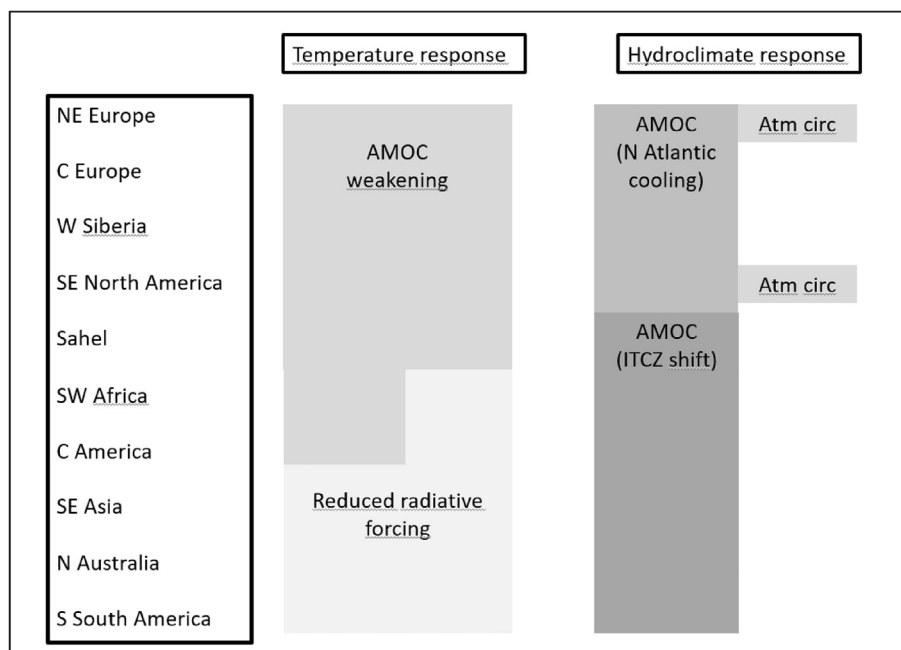 Temperature response
Hydroclimate response
NE Europe
C Europe
W Siberia
SE North America
Sahel
SW Africa
C America
SE Asia
N Australia
S South America
AMOC
weakening
Reduced radiative
forcing
AMOC
(N Atlantic
cooling)
Atm circ
Atm circ
AMOC
(ITCZ shift)